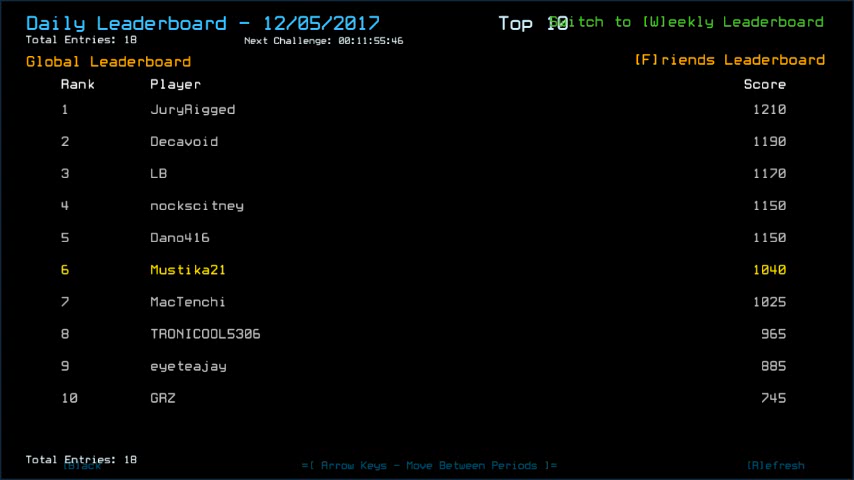 Daily Leaderboard - 12/05/2017 Top 10 Switch to [W]eekly Leaderboard
Total Entries: 18 Next Challenge: 00:11:55:46
Global Leaderboard [F]riends Leaderboard
Rank Player Score
1 JuryRigged 1210
2 Decavoid 1190
3 LB 1170
4 nockscitney 1150
5 Dano416 1150
6 Mustika21 1040
7 MacTenchi 1025
8 TRONICOOL5306 965
9 eyeteajay 885
10 GRZ 745
Total Entries: 18
[B]ack =[ Arrow Keys - Move Between Periods ]= [R]efresh